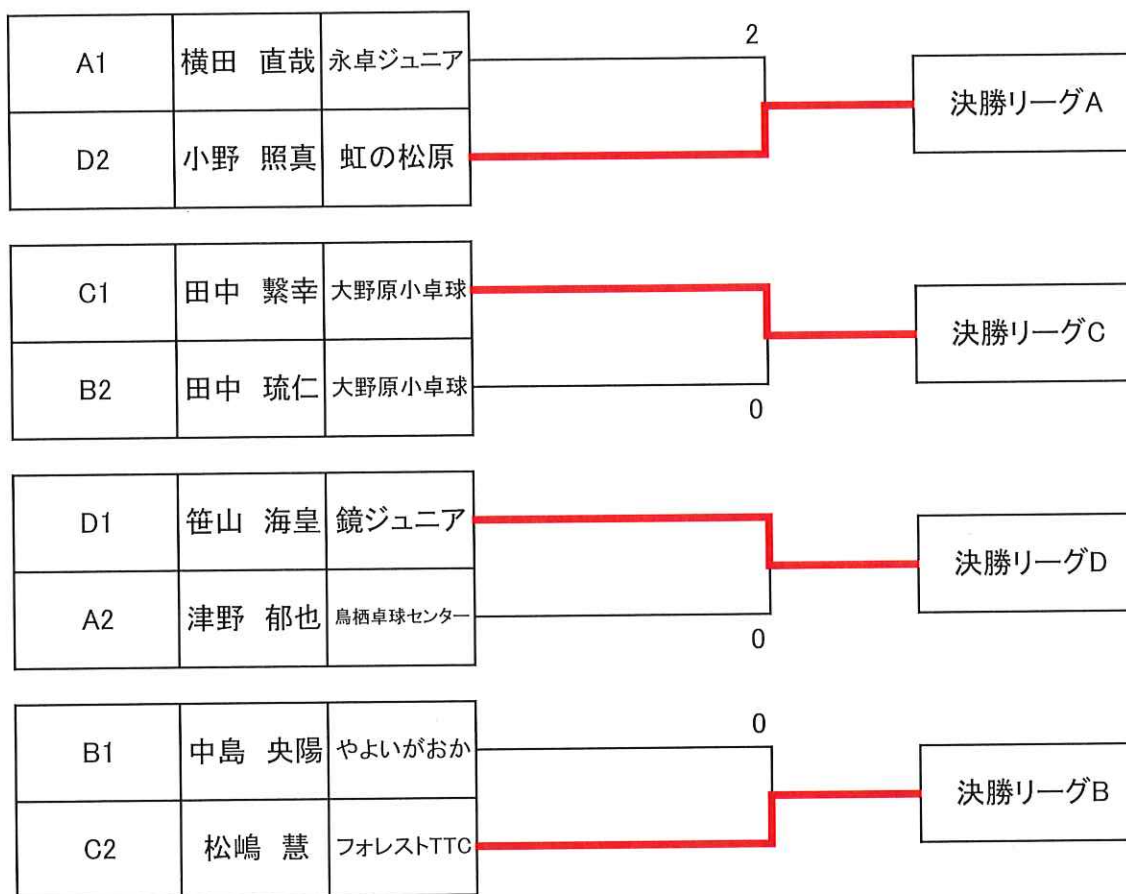 A1 横田 直哉 永卓ジュニア 2
決勝リーグA
D2 小野 照真 虹の松原
C1 田中 繋幸 大野原小卓球
決勝リーグC
B2 田中 琉仁 大野原小卓球 0
D1 笹山 海皇 鏡ジュニア
決勝リーグD
A2 津野 郁也 鳥栖卓球センター 0
B1 中島 央陽 やよいがおか 0
決勝リーグB
C2 松嶋 慧 フォレストTTC